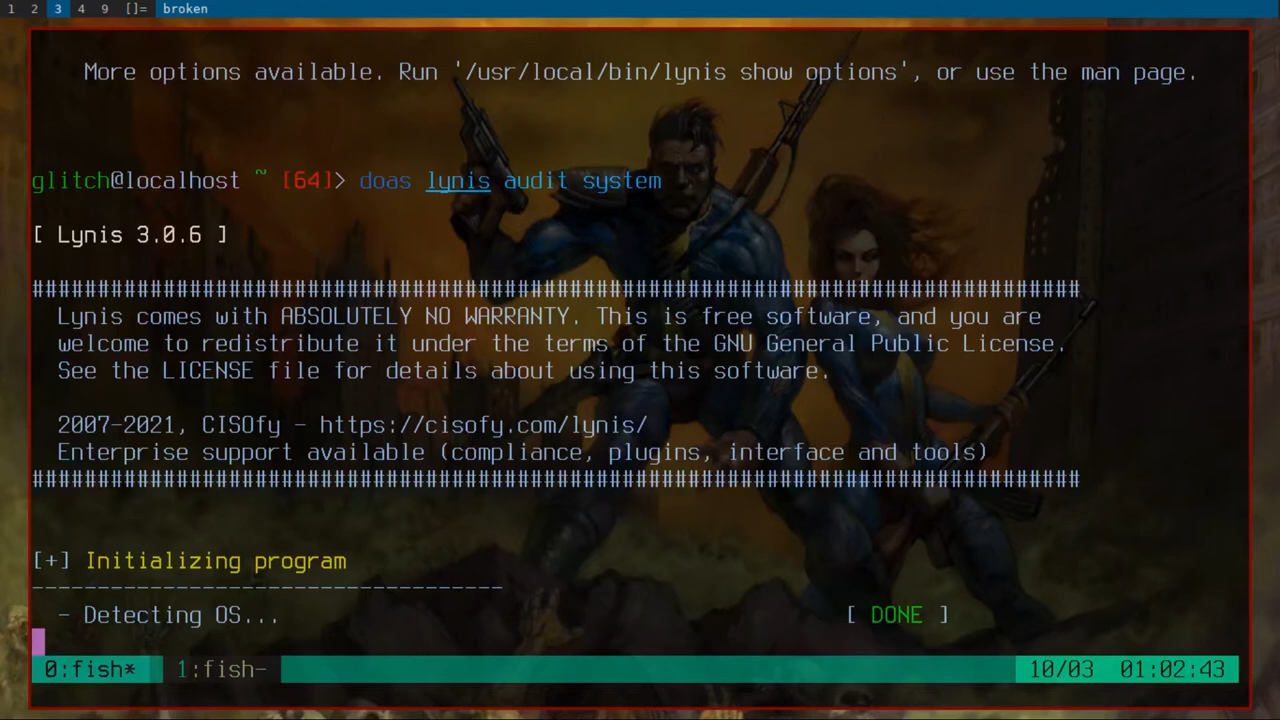 1 2 3 4 9 []= broken
More options available. Run '/usr/local/bin/lynis show options', or use the man page.
glitch@localhost ~ [64]> doas lynis audit system
[ Lynis 3.0.6 ]
################################################################################
Lynis comes with ABSOLUTELY NO WARRANTY. This is free software, and you are
welcome to redistribute it under the terms of the GNU General Public License.
See the LICENSE file for details about using this software.
2007-2021, CISOfy - https://cisofy.com/lynis/
Enterprise support available (compliance, plugins, interface and tools)
################################################################################
[+] Initializing program
------------------------------------
- Detecting OS... [ DONE ]
0:fish* 1:fish- 10/03 01:02:43